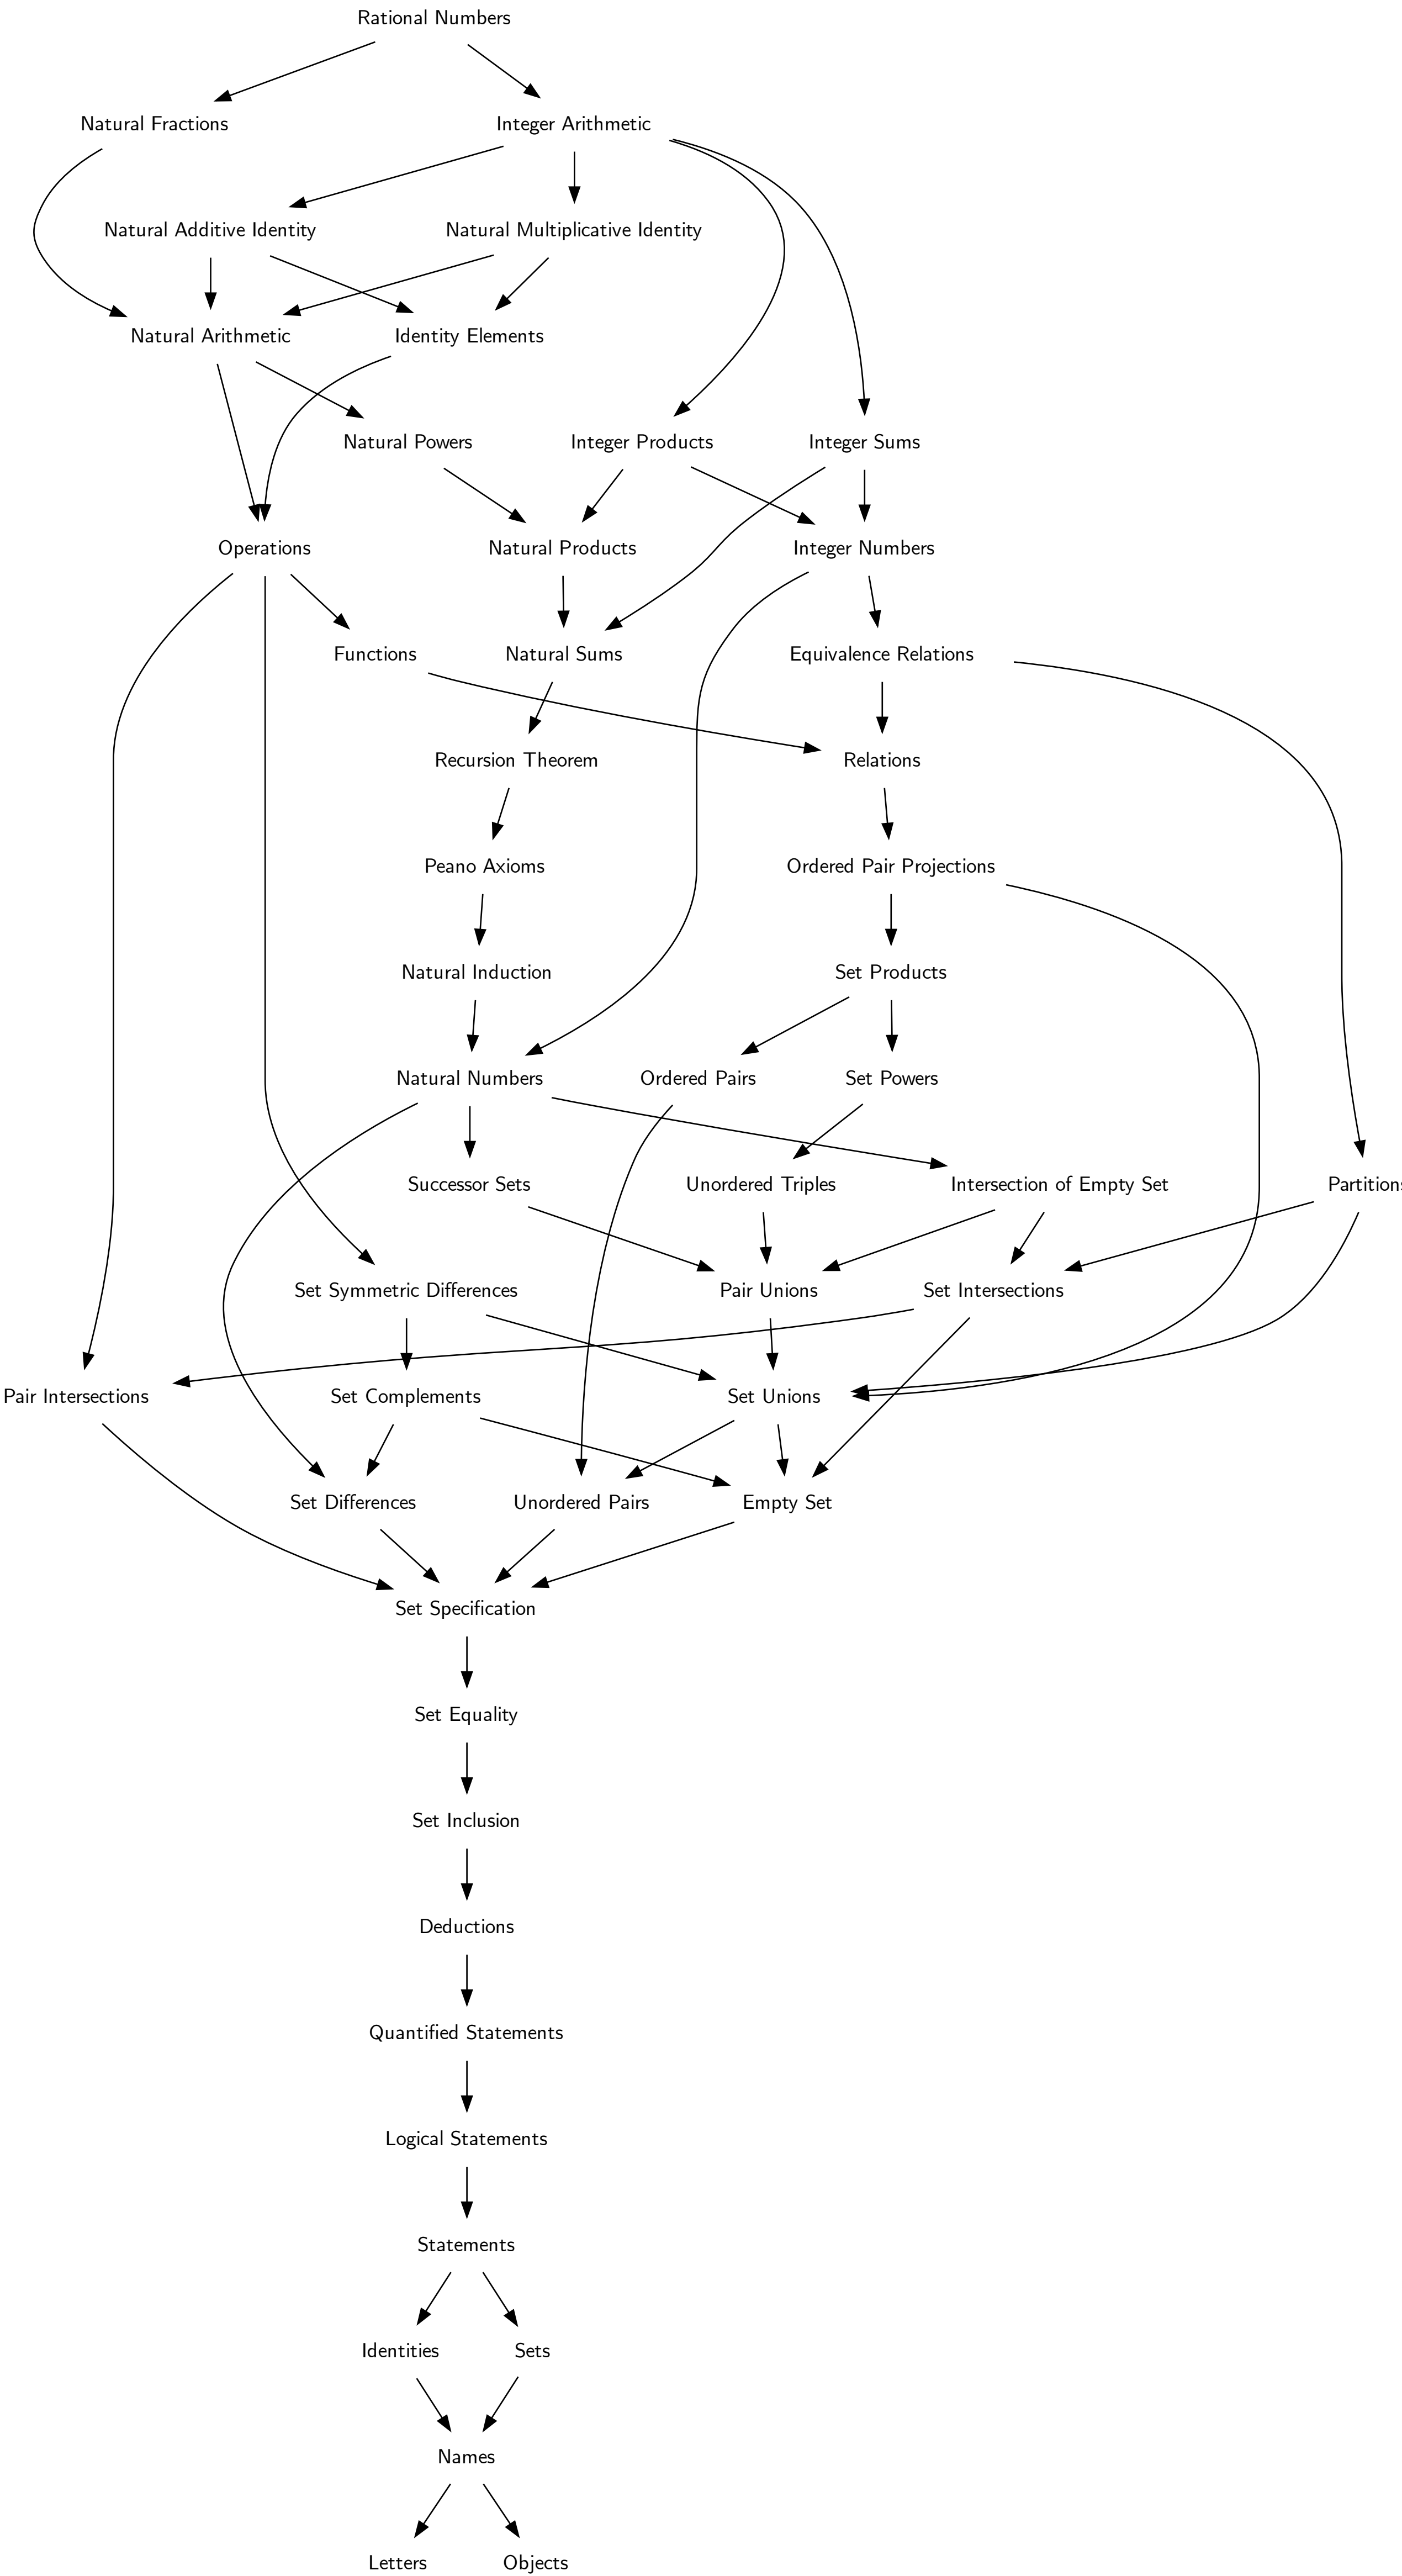 Rational Numbers
Natural Fractions
Integer Arithmetic
Natural Additive Identity
Natural Multiplicative Identity
Natural Arithmetic
Identity Elements
Natural Powers
Integer Products
Integer Sums
Operations
Natural Products
Integer Numbers
Functions
Natural Sums
Equivalence Relations
Recursion Theorem
Relations
Peano Axioms
Ordered Pair Projections
Natural Induction
Set Products
Natural Numbers
Ordered Pairs
Set Powers
Successor Sets
Unordered Triples
Intersection of Empty Set
Partitions
Set Symmetric Differences
Pair Unions
Set Intersections
Pair Intersections
Set Complements
Set Unions
Set Differences
Unordered Pairs
Empty Set
Set Specification
Set Equality
Set Inclusion
Deductions
Quantified Statements
Logical Statements
Statements
Identities
Sets
Names
Letters
Objects